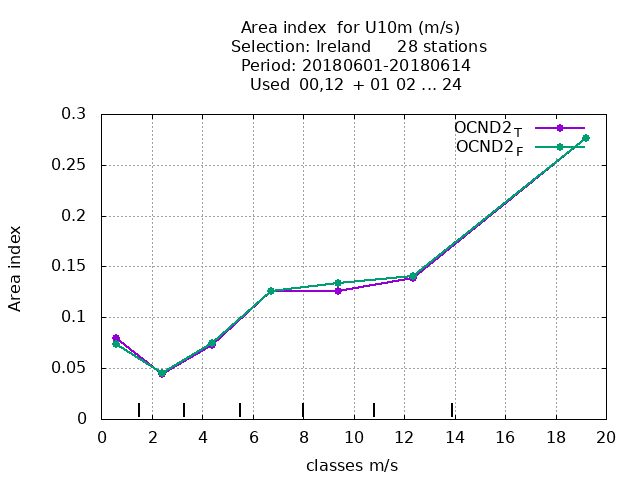 Area index  for U10m (m/s)
Selection: Ireland     28 stations
Period: 20180601-20180614
Used  00,12  + 01 02 ... 24
0.3
OCND2T
OCND2F
0.25
0.2
0.15
0.1
0.05
0
0 2 4 6 8 10 12 14 16 18 20
Area index
classes m/s